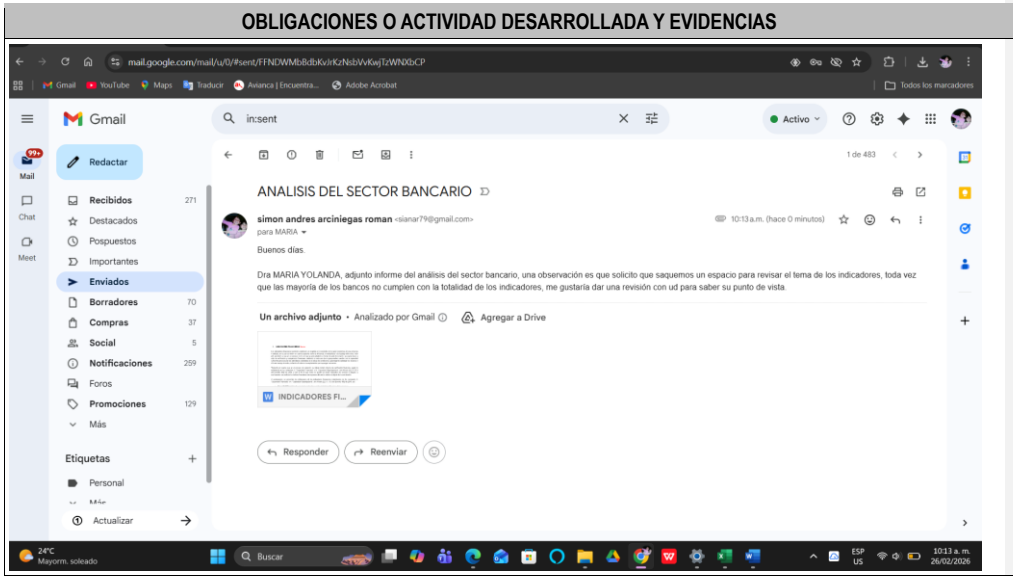 OBLIGACIONES O ACTIVIDAD DESARROLLADA Y EVIDENCIAS
mail.google.com/mail/u/0/#sent/FFNDWMbBdbKvJrKzNsbVvKwjTzWNXbCP
Gmail YouTube Maps Traducir Avianca | Encuentra... Adobe Acrobat Todos los marcadores
Gmail
in:sent
Activo
99+
Mail
Chat
Meet
Redactar
1 de 483
Recibidos 271
Destacados
Pospuestos
Importantes
Enviados
Borradores 70
Compras 37
Social 5
Notificaciones 259
Foros
Promociones 129
Más
Etiquetas
Personal
Más
Actualizar
ANALISIS DEL SECTOR BANCARIO
simon andres arciniegas roman <sianar79@gmail.com>
10:13 a.m. (hace 0 minutos)
para MARIA
Buenos días.
Dra MARIA YOLANDA, adjunto informe del análisis del sector bancario, una observación es que solicito que saquemos un espacio para revisar el tema de los indicadores, toda vez
que las mayoría de los bancos no cumplen con la totalidad de los indicadores, me gustaría dar una revisión con ud para saber su punto de vista.
Un archivo adjunto • Analizado por Gmail
Agregar a Drive
W INDICADORES FI...
Responder
Reenviar
24°C
Mayorm. soleado
Buscar
ESP
US
10:13 a. m.
26/02/2026